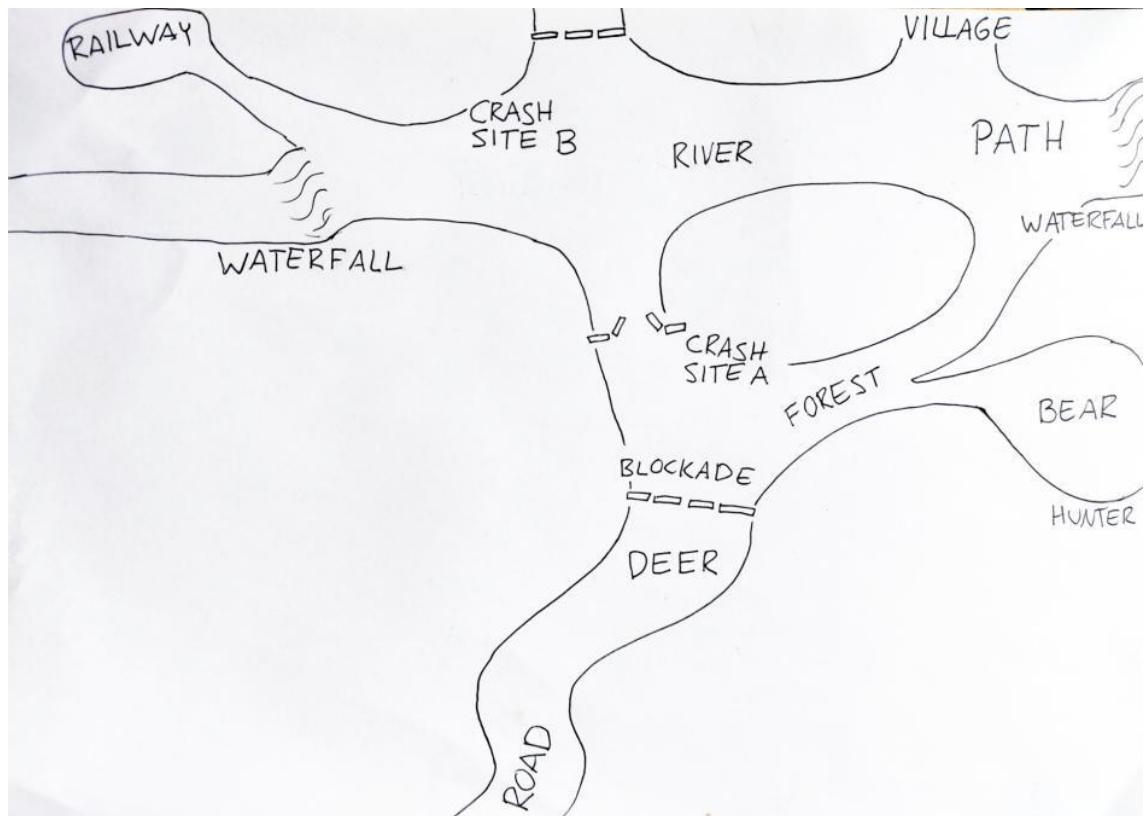 RAILWAY
VILLAGE
CRASH
SITE B
RIVER
PATH
WATERFALL
WATERFALL
CRASH
SITE A
FOREST
BEAR
BLOCKADE
HUNTER
DEER
ROAD